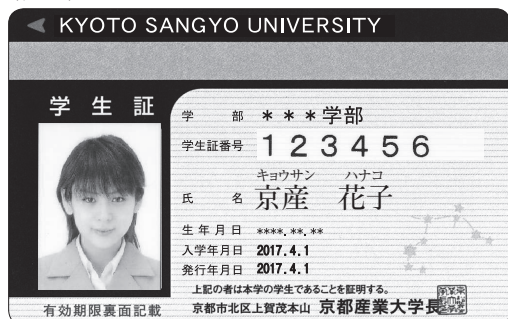 KYOTO SANGYO UNIVERSITY
学生証
学部 ***学部
学生証番号 123456
キョウサン ハナコ
氏名 京産 花子
生年月日 ****.**.**
入学年月日 2017.4.1
発行年月日 2017.4.1
上記の者は本学の学生であることを証明する。
京都市北区上賀茂本山 京都産業大学長
有効期限裏面記載